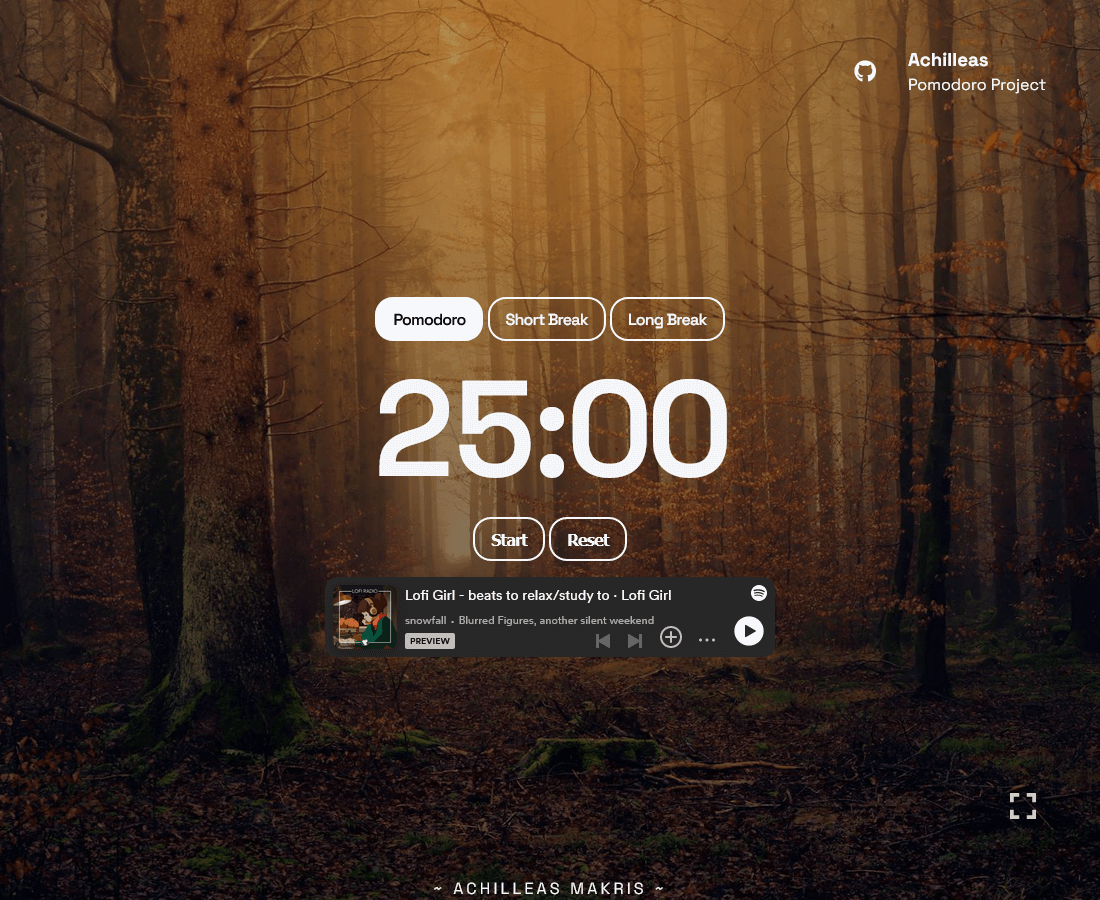 Achilleas
Pomodoro Project
Pomodoro Short Break Long Break
25:00
Start Reset
LOFI RADIO
Lofi Girl - beats to relax/study to · Lofi Girl
snowfall • Blurred Figures, another silent weekend
PREVIEW
~ ACHILLEAS MAKRIS ~